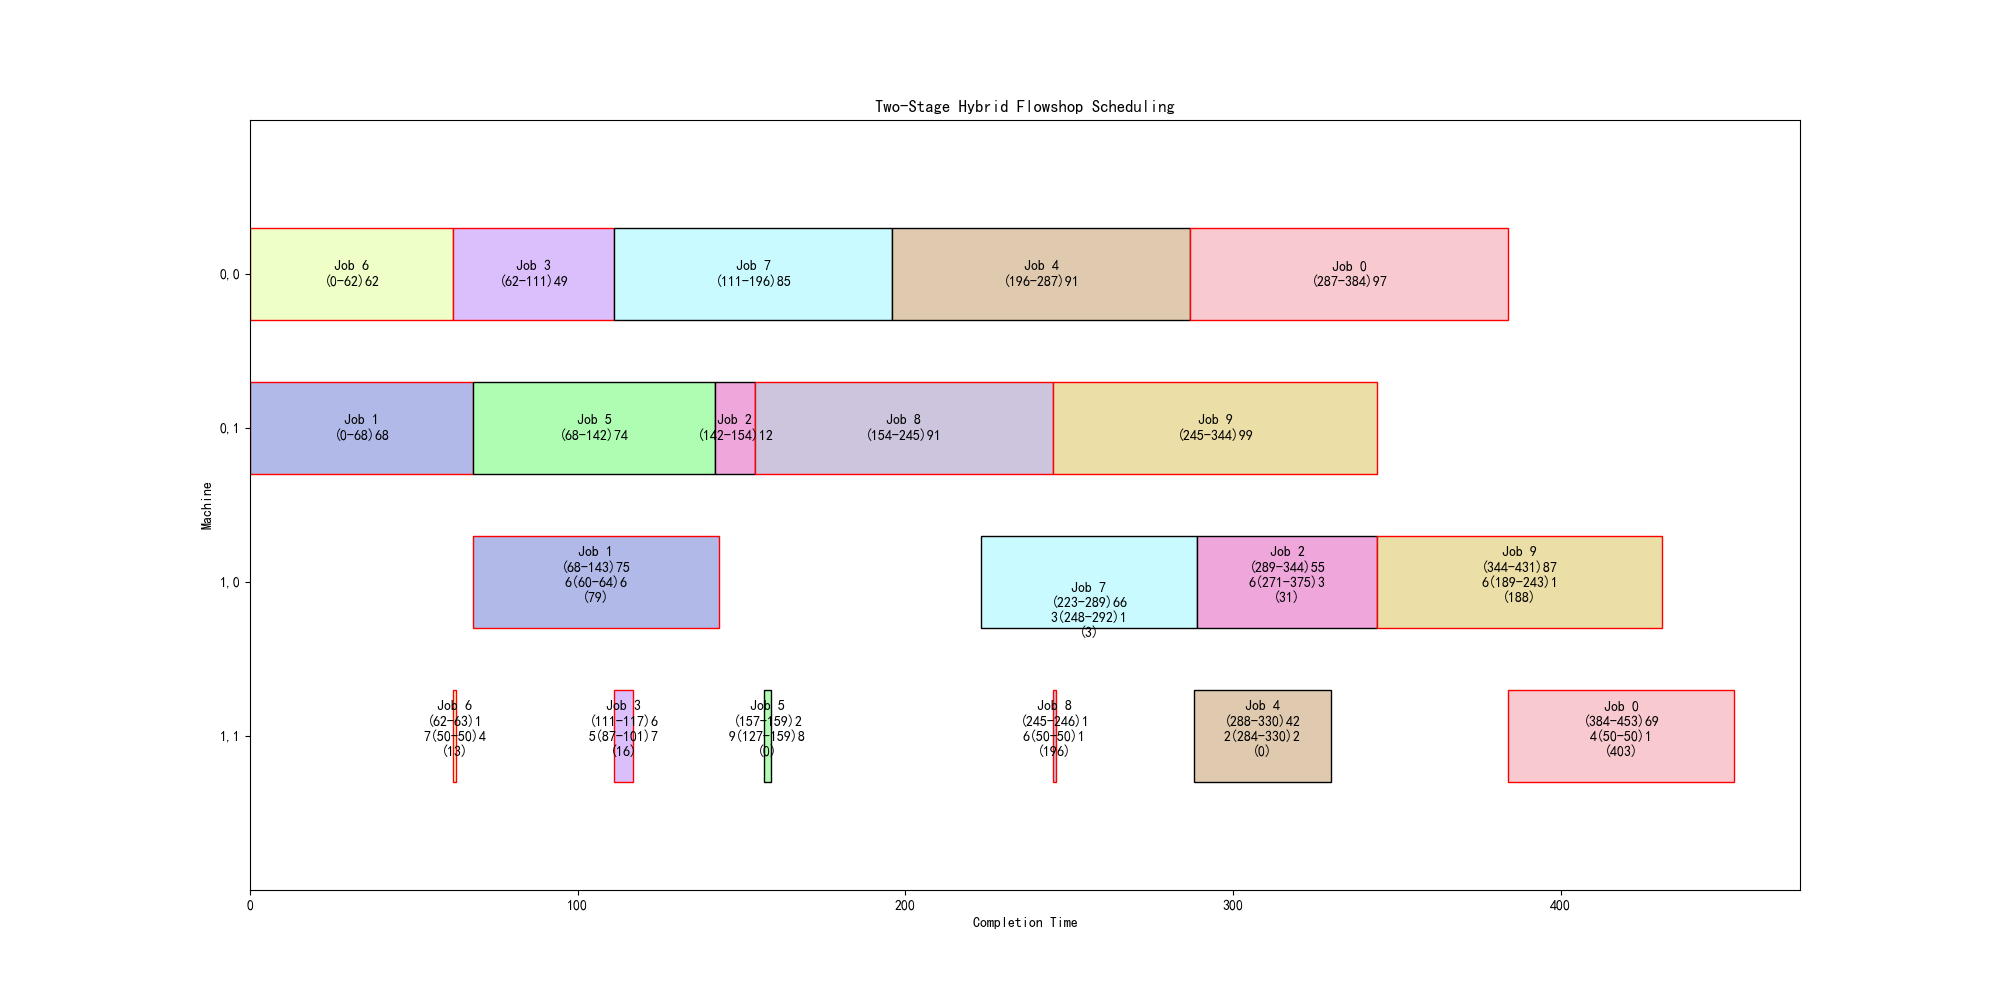 Two-Stage Hybrid Flowshop Scheduling
Machine
0,0
Job 6
(0-62)62
Job 3
(62-111)49
Job 7
(111-196)85
Job 4
(196-287)91
Job 0
(287-384)97
0,1
Job 1
(0-68)68
Job 5
(68-142)74
Job 2
(142-154)12
Job 8
(154-245)91
Job 9
(245-344)99
1,0
Job 1
(68-143)75
6(60-64)6
(79)
Job 7
(223-289)66
3(248-292)1
(3)
Job 2
(289-344)55
6(271-375)3
(31)
Job 9
(344-431)87
6(189-243)1
(188)
1,1
Job 6
(62-63)1
7(50-50)4
(13)
Job 3
(111-117)6
5(87-101)7
(16)
Job 5
(157-159)2
9(127-159)8
(0)
Job 8
(245-246)1
6(50-50)1
(196)
Job 4
(288-330)42
2(284-330)2
(0)
Job 0
(384-453)69
4(50-50)1
(403)
0
100
200
300
400
Completion Time